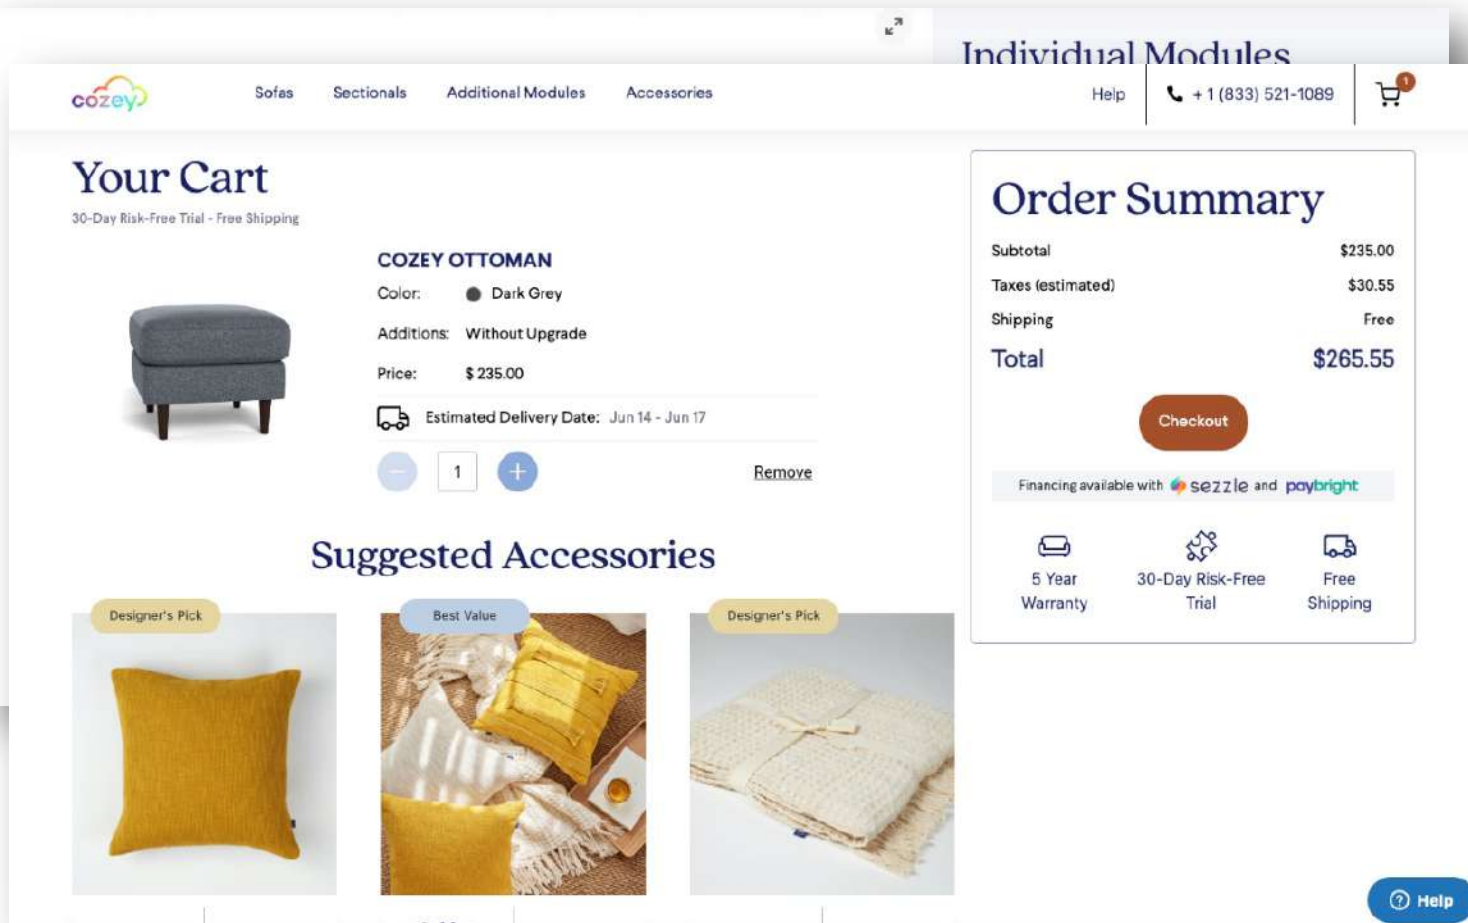 Individual Modules
cozey
Sofas
Sectionals
Additional Modules
Accessories
Help
+ 1 (833) 521-1089
1
Your Cart
30-Day Risk-Free Trial - Free Shipping
COZEY OTTOMAN
Color: Dark Grey
Additions: Without Upgrade
Price: $ 235.00
Estimated Delivery Date: Jun 14 - Jun 17
− 1 +
Remove
Order Summary
Subtotal $235.00
Taxes (estimated) $30.55
Shipping Free
Total $265.55
Checkout
Financing available with sezzle and paybright
5 Year
Warranty
30-Day Risk-Free
Trial
Free
Shipping
Suggested Accessories
Designer's Pick
Best Value
Designer's Pick
Help